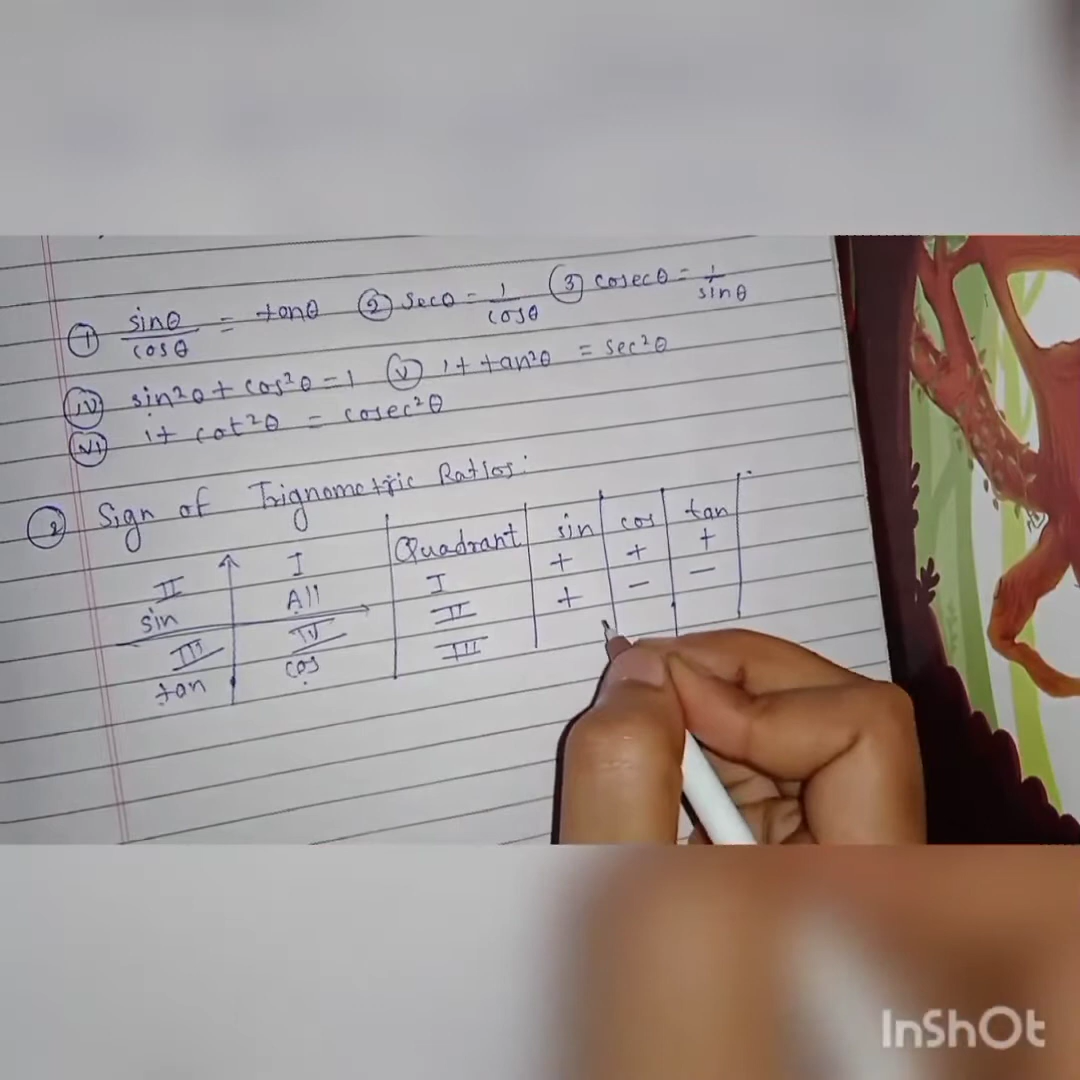 ① sinθ/cosθ = tanθ ② secθ = 1/cosθ ③ cosecθ = 1/sinθ
iv sin²θ + cos²θ = 1 v 1 + tan²θ = sec²θ
vi 1 + cot²θ = cosec²θ
② Sign of Trignometric Ratios:
II I
sin All
III IV
tan cos
Quadrant sin cos tan
I + + +
II + - -
III
InShOt